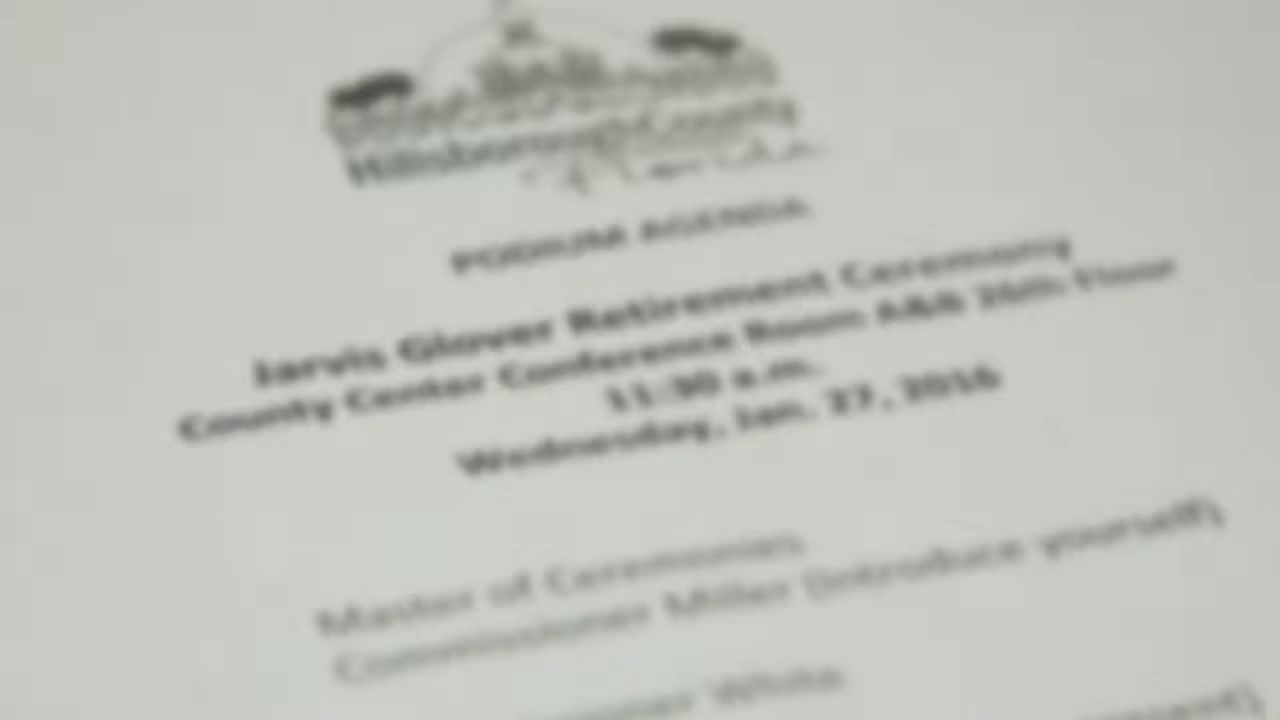 Hillsborough County
PODIUM AGENDA
Jarvis Glover Retirement Ceremony
County Center Conference Room A&B 26th Floor
11:30 a.m.
Wednesday, Jan. 27, 2016
Master of Ceremonies
Commissioner Miller (introduce yourself)
White